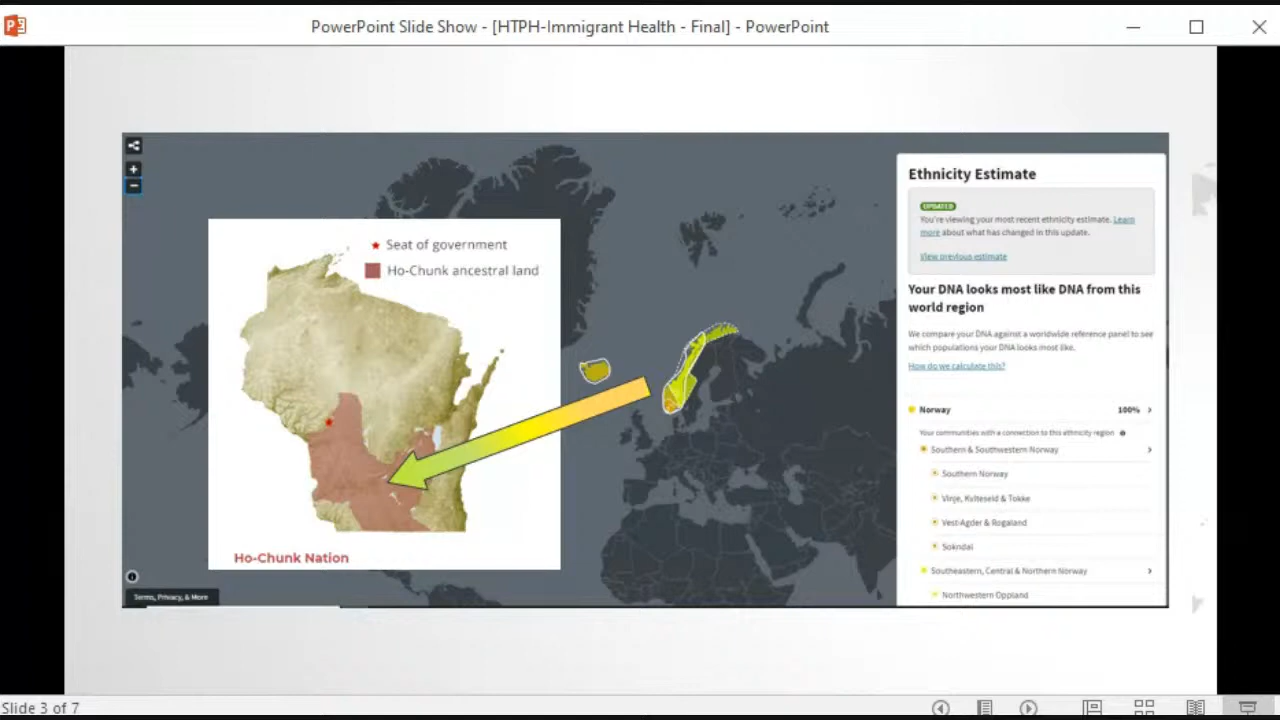 PowerPoint Slide Show - [HTPH-Immigrant Health - Final] - PowerPoint
Seat of government
Ho-Chunk ancestral land
Ho-Chunk Nation
Terms, Privacy, & More
Ethnicity Estimate
UPDATED
You're viewing your most recent ethnicity estimate. Learn
more about what has changed in this update.
View previous estimate
Your DNA looks most like DNA from this
world region
We compare your DNA against a worldwide reference panel to see
which populations your DNA looks most like.
How do we calculate this?
Norway 100%
Your communities with a connection to this ethnicity region
Southern & Southwestern Norway
Southern Norway
Vinje, Kviteseid & Tokke
Vest-Agder & Rogaland
Sokndal
Southeastern, Central & Northern Norway
Northwestern Oppland
Slide 3 of 7